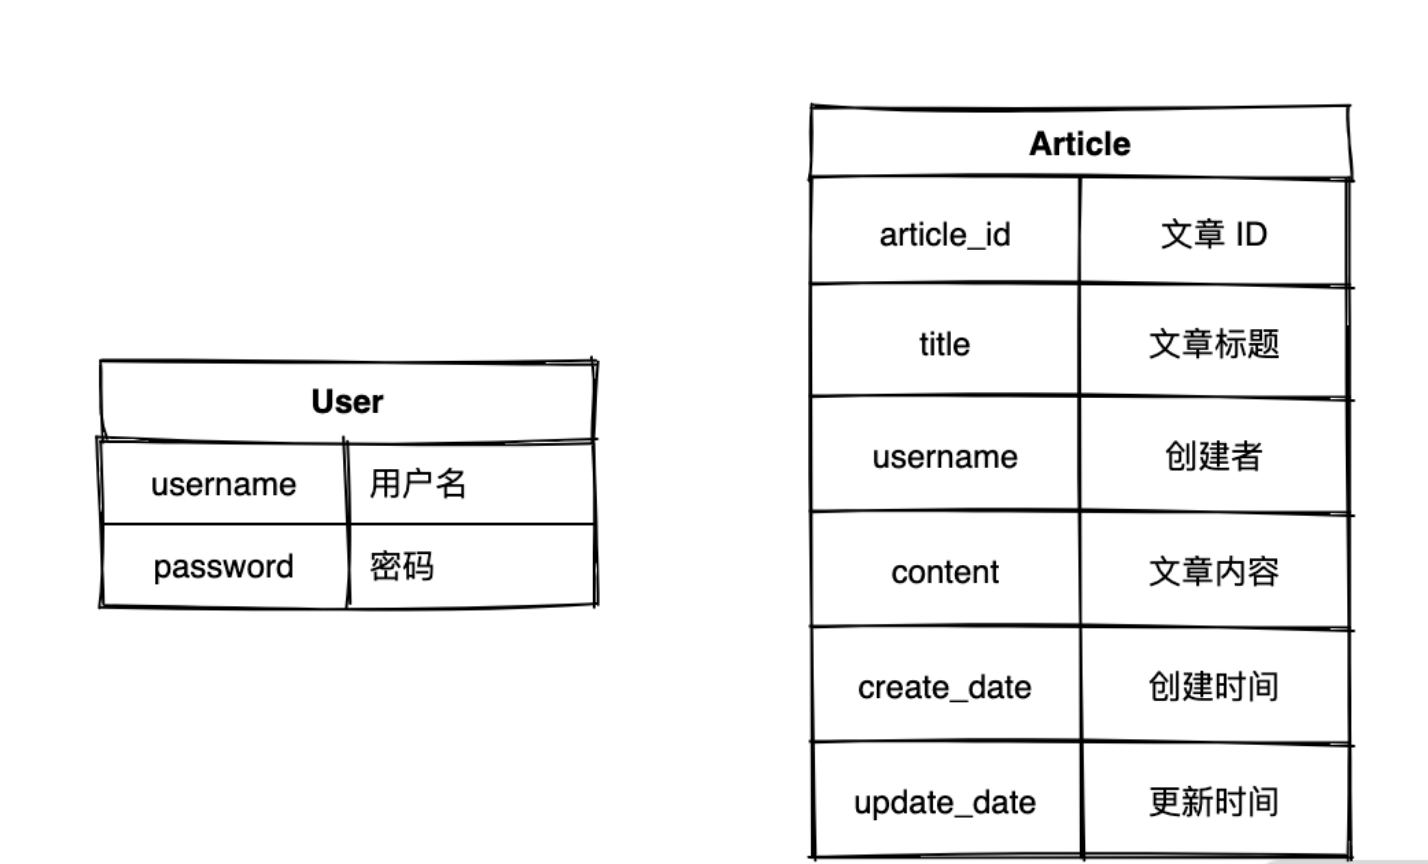 User
username 用户名
password 密码
Article
article_id 文章 ID
title 文章标题
username 创建者
content 文章内容
create_date 创建时间
update_date 更新时间